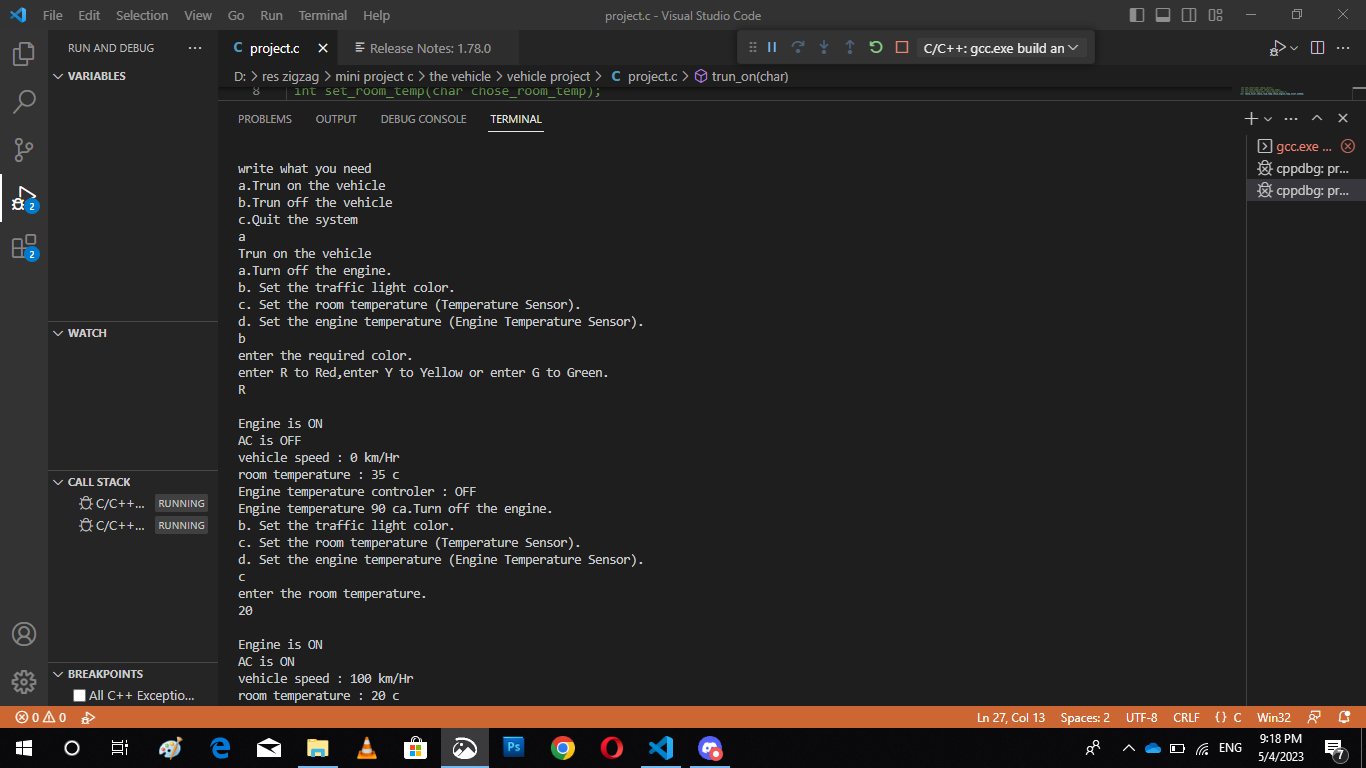 File Edit Selection View Go Run Terminal Help project.c - Visual Studio Code
RUN AND DEBUG ··· C project.c × Release Notes: 1.78.0 C/C++: gcc.exe build an
D: > res zigzag > mini project c > the vehicle > vehicle project > C project.c > trun_on(char)
VARIABLES
8 int set_room_temp(char chose_room_temp);
PROBLEMS OUTPUT DEBUG CONSOLE TERMINAL
gcc.exe ...
cppdbg: pr...
cppdbg: pr...
write what you need
a.Trun on the vehicle
b.Trun off the vehicle
c.Quit the system
a
Trun on the vehicle
a.Turn off the engine.
b. Set the traffic light color.
c. Set the room temperature (Temperature Sensor).
d. Set the engine temperature (Engine Temperature Sensor).
b
enter the required color.
enter R to Red,enter Y to Yellow or enter G to Green.
R
Engine is ON
AC is OFF
vehicle speed : 0 km/Hr
room temperature : 35 c
Engine temperature controler : OFF
Engine temperature 90 ca.Turn off the engine.
b. Set the traffic light color.
c. Set the room temperature (Temperature Sensor).
d. Set the engine temperature (Engine Temperature Sensor).
c
enter the room temperature.
20
Engine is ON
AC is ON
vehicle speed : 100 km/Hr
room temperature : 20 c
2
2
WATCH
CALL STACK
C/C++... RUNNING
C/C++... RUNNING
BREAKPOINTS
All C++ Exceptio...
0 0 Ln 27, Col 13 Spaces: 2 UTF-8 CRLF {} C Win32
Ps ENG 9:18 PM
5/4/2023 7